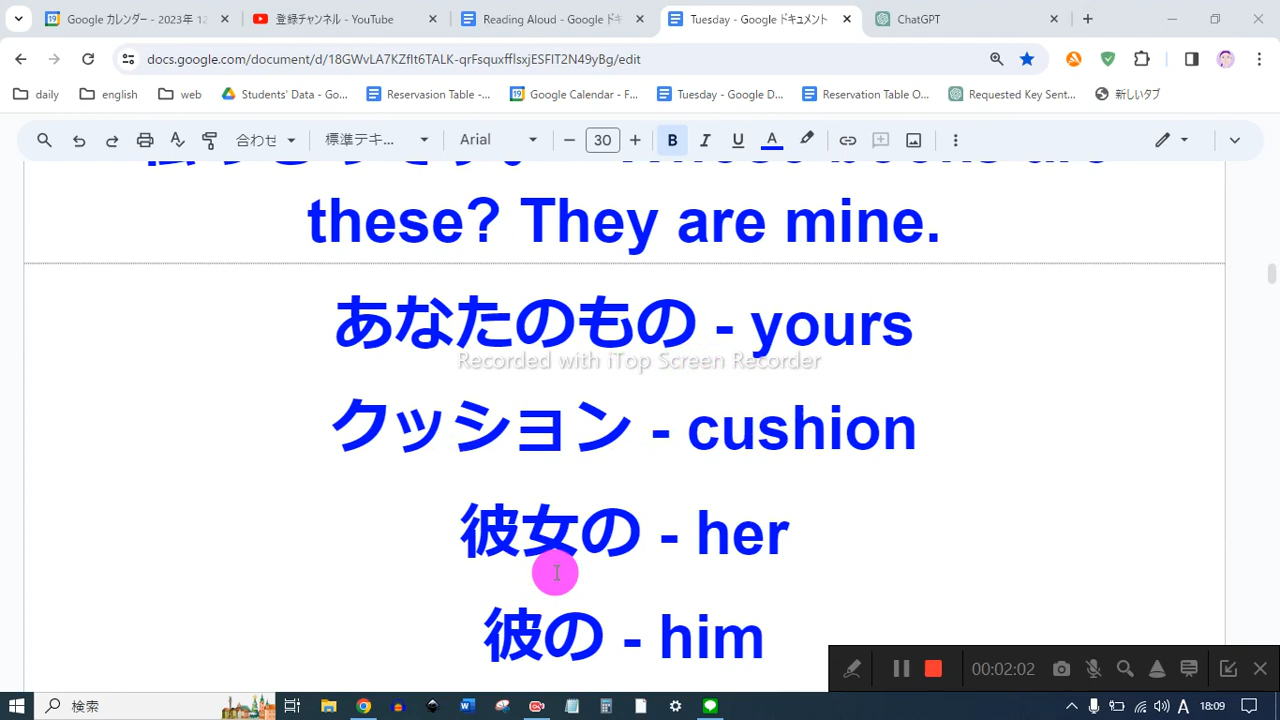 Google カレンダー - 2023年 12
登録チャンネル - YouTube
Reading Aloud - Google ドキュ
Tuesday - Google ドキュメント
ChatGPT
docs.google.com/document/d/18GWvLA7KZfIt6TALK-qrFsquxfflsxjESFIT2N49yBg/edit
daily
english
web
Students' Data - Go...
Reservasion Table -...
Google Calendar - F...
Tuesday - Google D...
Reservation Table O...
Requested Key Sent...
新しいタブ
合わせ
標準テキ...
Arial
30
B
I
U
A
these? They are mine.
あなたのもの - yours
Recorded with iTop Screen Recorder
クッション - cushion
彼女の - her
彼の - him
00:02:02
検索
A
18:09